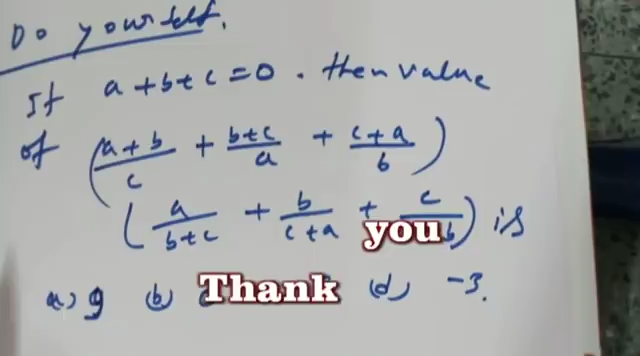 Do yourself.
If a + b + c = 0 . then value
of (a + b/c + b + c/a + c + a/b)
(a/b + c + b/c + a + c/b) is
you
a) 9 (b) (d) -3.
Thank